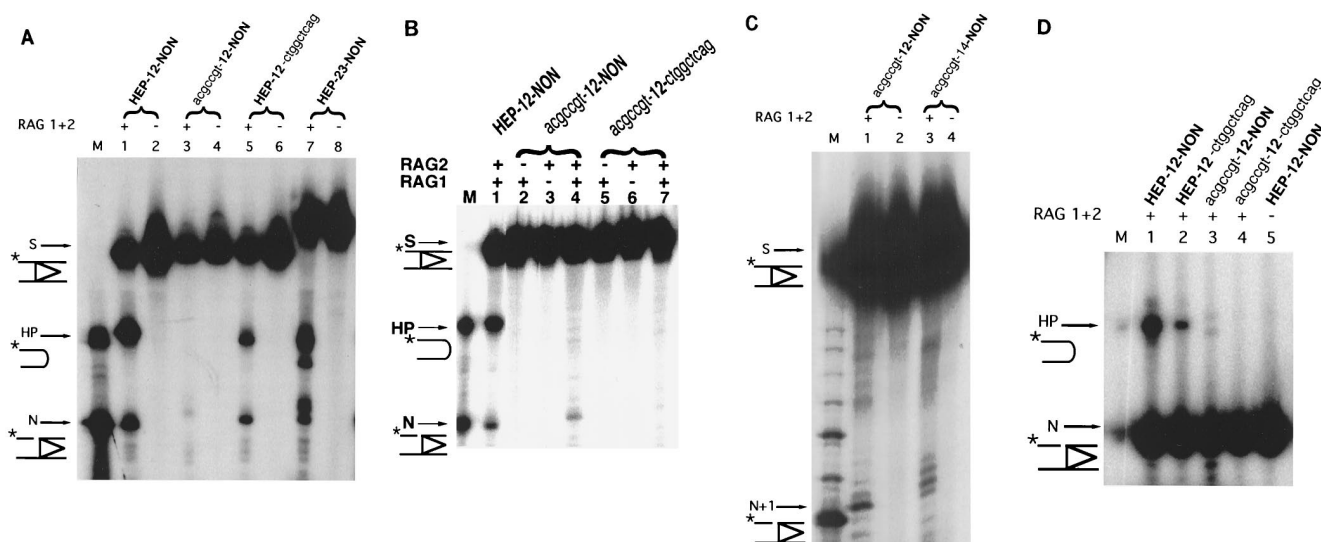 A
HEP-12-NON
acgccgt-12-NON
HEP-12-ctggctcag
HEP-23-NON
RAG 1+2 + - + - + - + -
M 1 2 3 4 5 6 7 8
S
*
HP
*
N
*
B
HEP-12-NON
acgccgt-12-NON
acgccgt-12-ctggctcag
RAG2 + - + + - + +
RAG1 + + - + + - +
M 1 2 3 4 5 6 7
*S
HP
*
N
*
C
acgccgt-12-NON
acgccgt-14-NON
RAG 1+2 + - + -
M 1 2 3 4
S
*
N+1
*
D
HEP-12-NON
HEP-12-ctggctcag
acgccgt-12-NON
acgccgt-12-ctggctcag
HEP-12-NON
RAG 1+2 + + + + -
M 1 2 3 4 5
HP
*
N
*